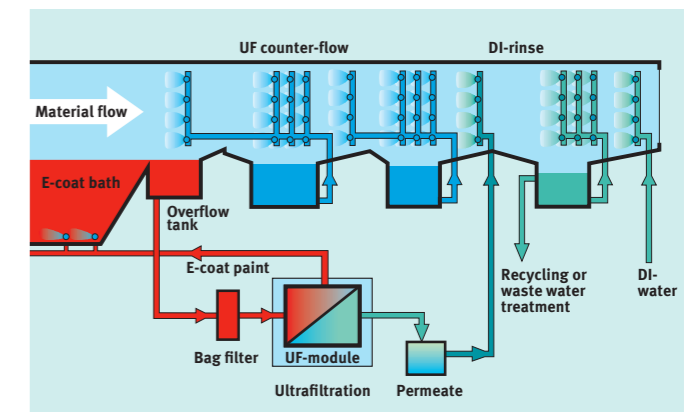 UF counter-flow
DI-rinse
Material flow
E-coat bath
Overflow
tank
E-coat paint
Recycling or
waste water
treatment
DI-
water
Bag filter
UF-module
Ultrafiltration
Permeate